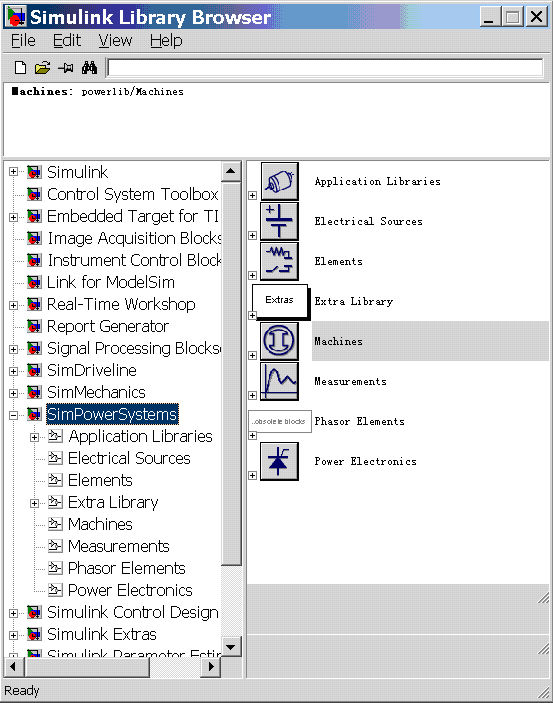 Simulink Library Browser
File Edit View Help
Machines: powerlib/Machines
Simulink
Control System Toolbox
Embedded Target for TI
Image Acquisition Blocks
Instrument Control Block
Link for ModelSim
Real-Time Workshop
Report Generator
Signal Processing Blocks
SimDriveline
SimMechanics
SimPowerSystems
Application Libraries
Electrical Sources
Elements
Extra Library
Machines
Measurements
Phasor Elements
Power Electronics
Simulink Control Design
Simulink Extras
Simulink Parameter Estir
Application Libraries
Electrical Sources
Elements
Extras Extra Library
Machines
Measurements
..obsolete blocks Phasor Elements
Power Electronics
Ready